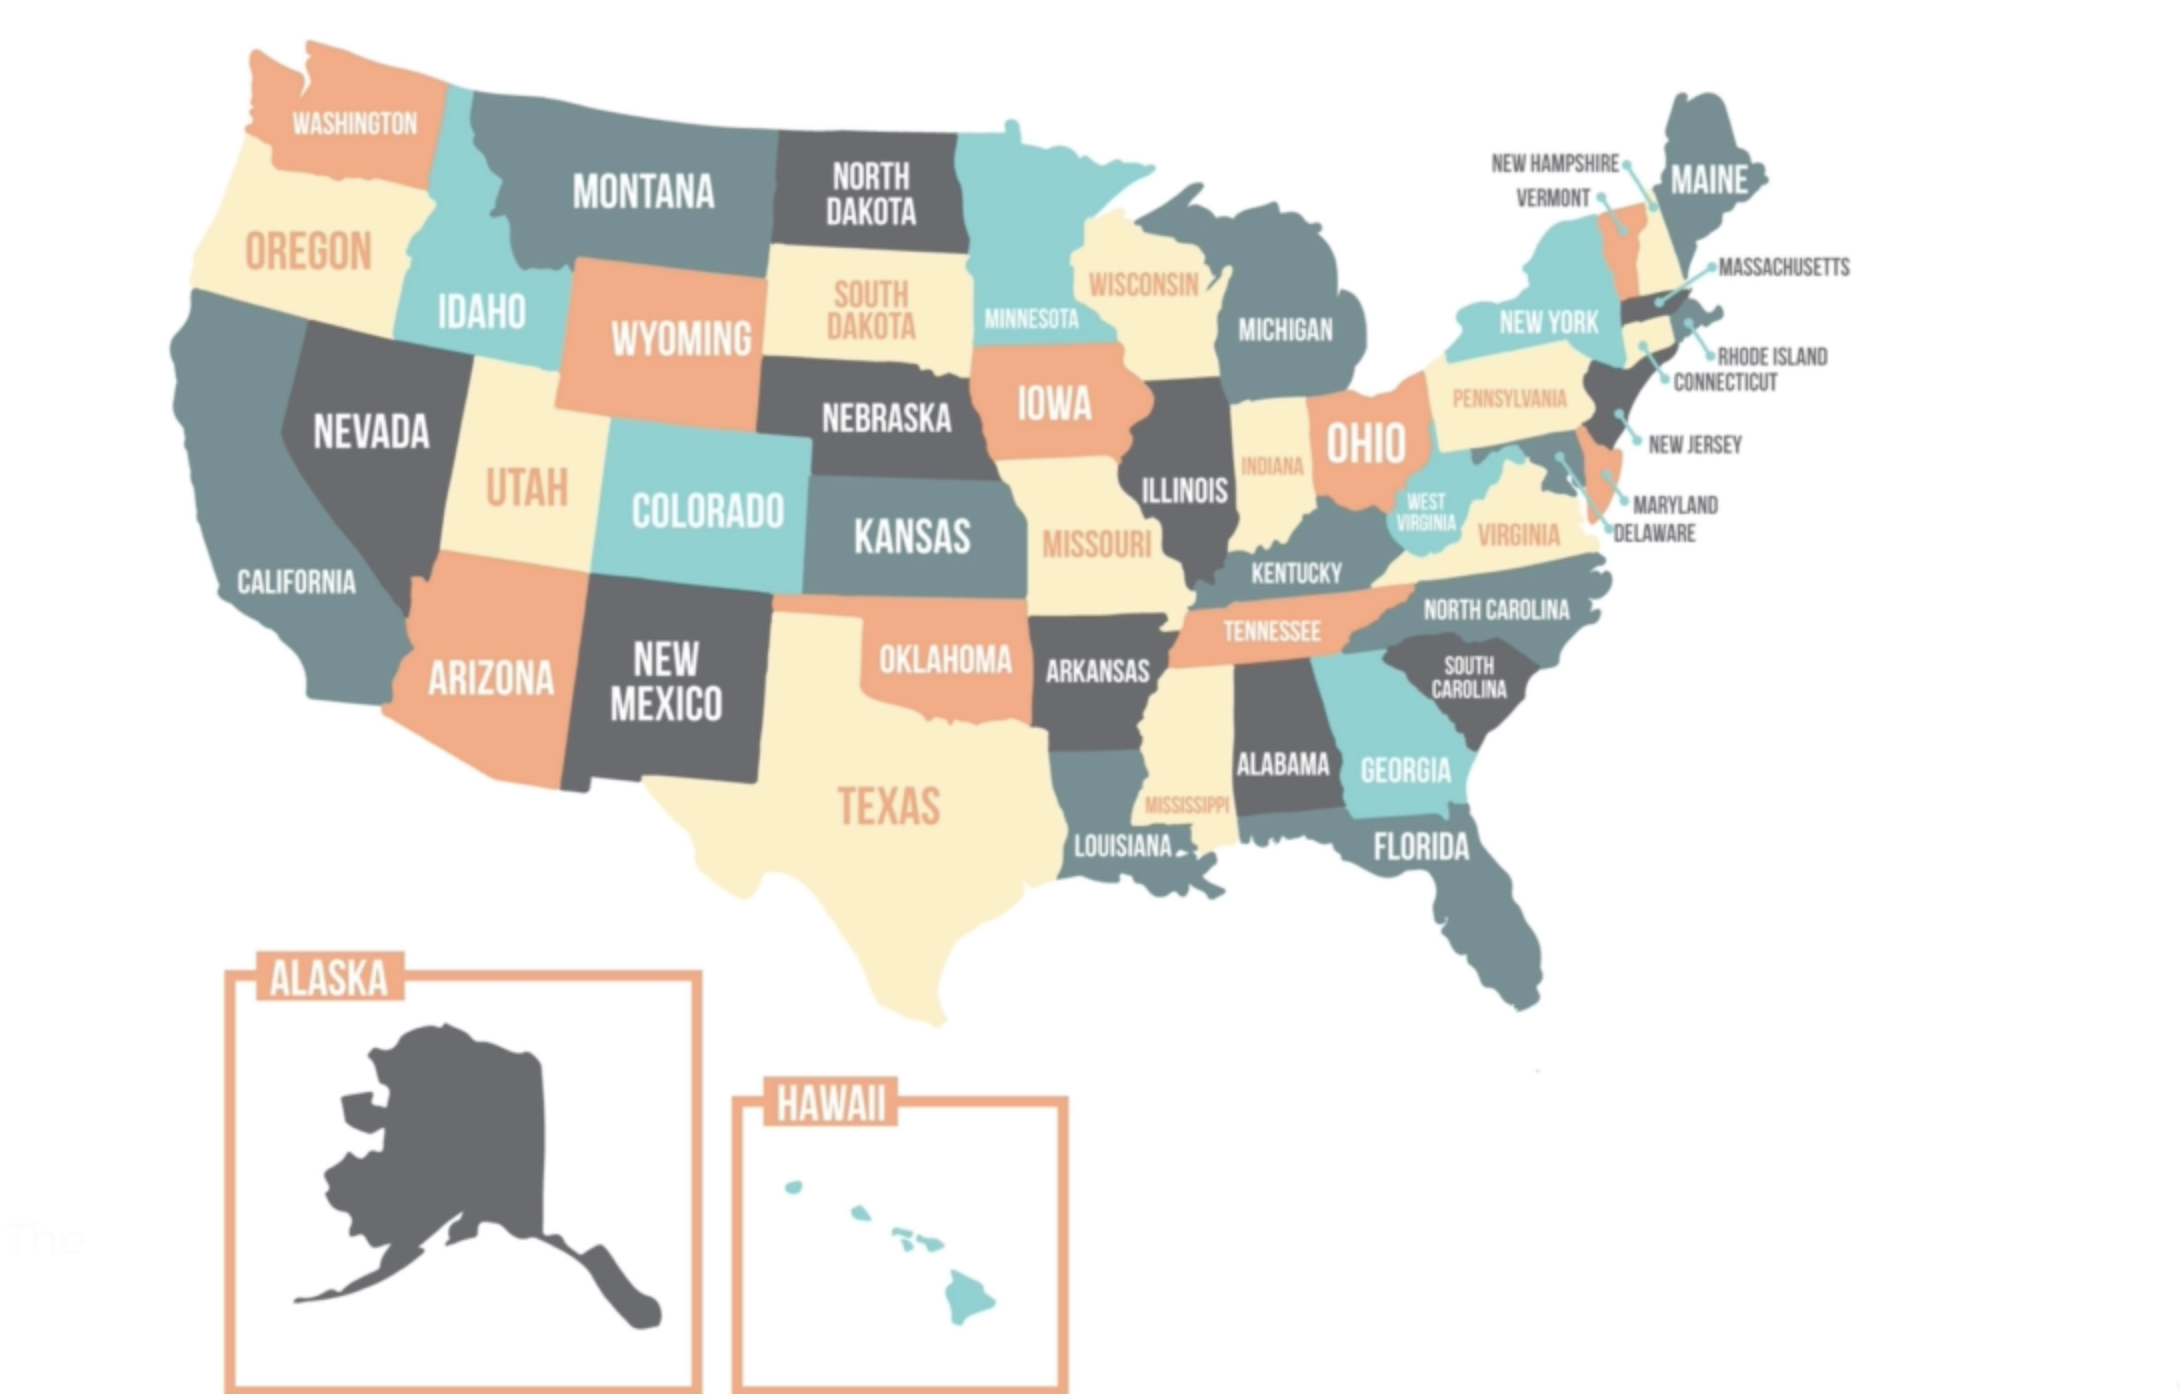 WASHINGTON
MONTANA
NORTH
DAKOTA
NEW HAMPSHIRE
VERMONT
MAINE
OREGON
IDAHO
WYOMING
SOUTH
DAKOTA
MINNESOTA
WISCONSIN
MICHIGAN
NEW YORK
MASSACHUSETTS
RHODE ISLAND
CONNECTICUT
NEVADA
UTAH
COLORADO
NEBRASKA
IOWA
ILLINOIS
INDIANA
OHIO
PENNSYLVANIA
NEW JERSEY
MARYLAND
DELAWARE
CALIFORNIA
KANSAS
MISSOURI
KENTUCKY
WEST
VIRGINIA
VIRGINIA
ARIZONA
NEW
MEXICO
OKLAHOMA
ARKANSAS
TENNESSEE
NORTH CAROLINA
SOUTH
CAROLINA
TEXAS
LOUISIANA
MISSISSIPPI
ALABAMA
GEORGIA
FLORIDA
ALASKA
HAWAII
The